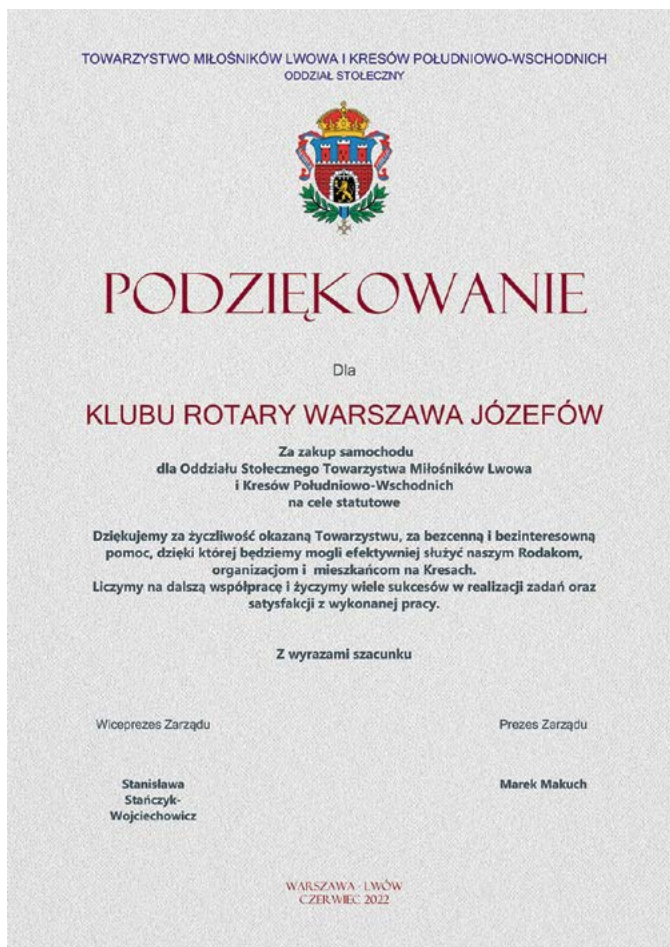 TOWARZYSTWO MIŁOŚNIKÓW LWOWA I KRESÓW POŁUDNIOWO-WSCHODNICH
ODDZIAŁ STOŁECZNY
PODZIĘKOWANIE
Dla
KLUBU ROTARY WARSZAWA JÓZEFÓW
Za zakup samochodu
dla Oddziału Stołecznego Towarzystwa Miłośników Lwowa
i Kresów Południowo-Wschodnich
na cele statutowe
Dziękujemy za życzliwość okazaną Towarzystwu, za bezcenną i bezinteresowną
pomoc, dzięki której będziemy mogli efektywniej służyć naszym Rodakom,
organizacjom i mieszkańcom na Kresach.
Liczymy na dalszą współpracę i życzymy wiele sukcesów w realizacji zadań oraz
satysfakcji z wykonanej pracy.
Z wyrazami szacunku
Wiceprezes Zarządu
Prezes Zarządu
Stanisława
Stańczyk-
Wojciechowicz
Marek Makuch
WARSZAWA - LWÓW
CZERWIEC 2022